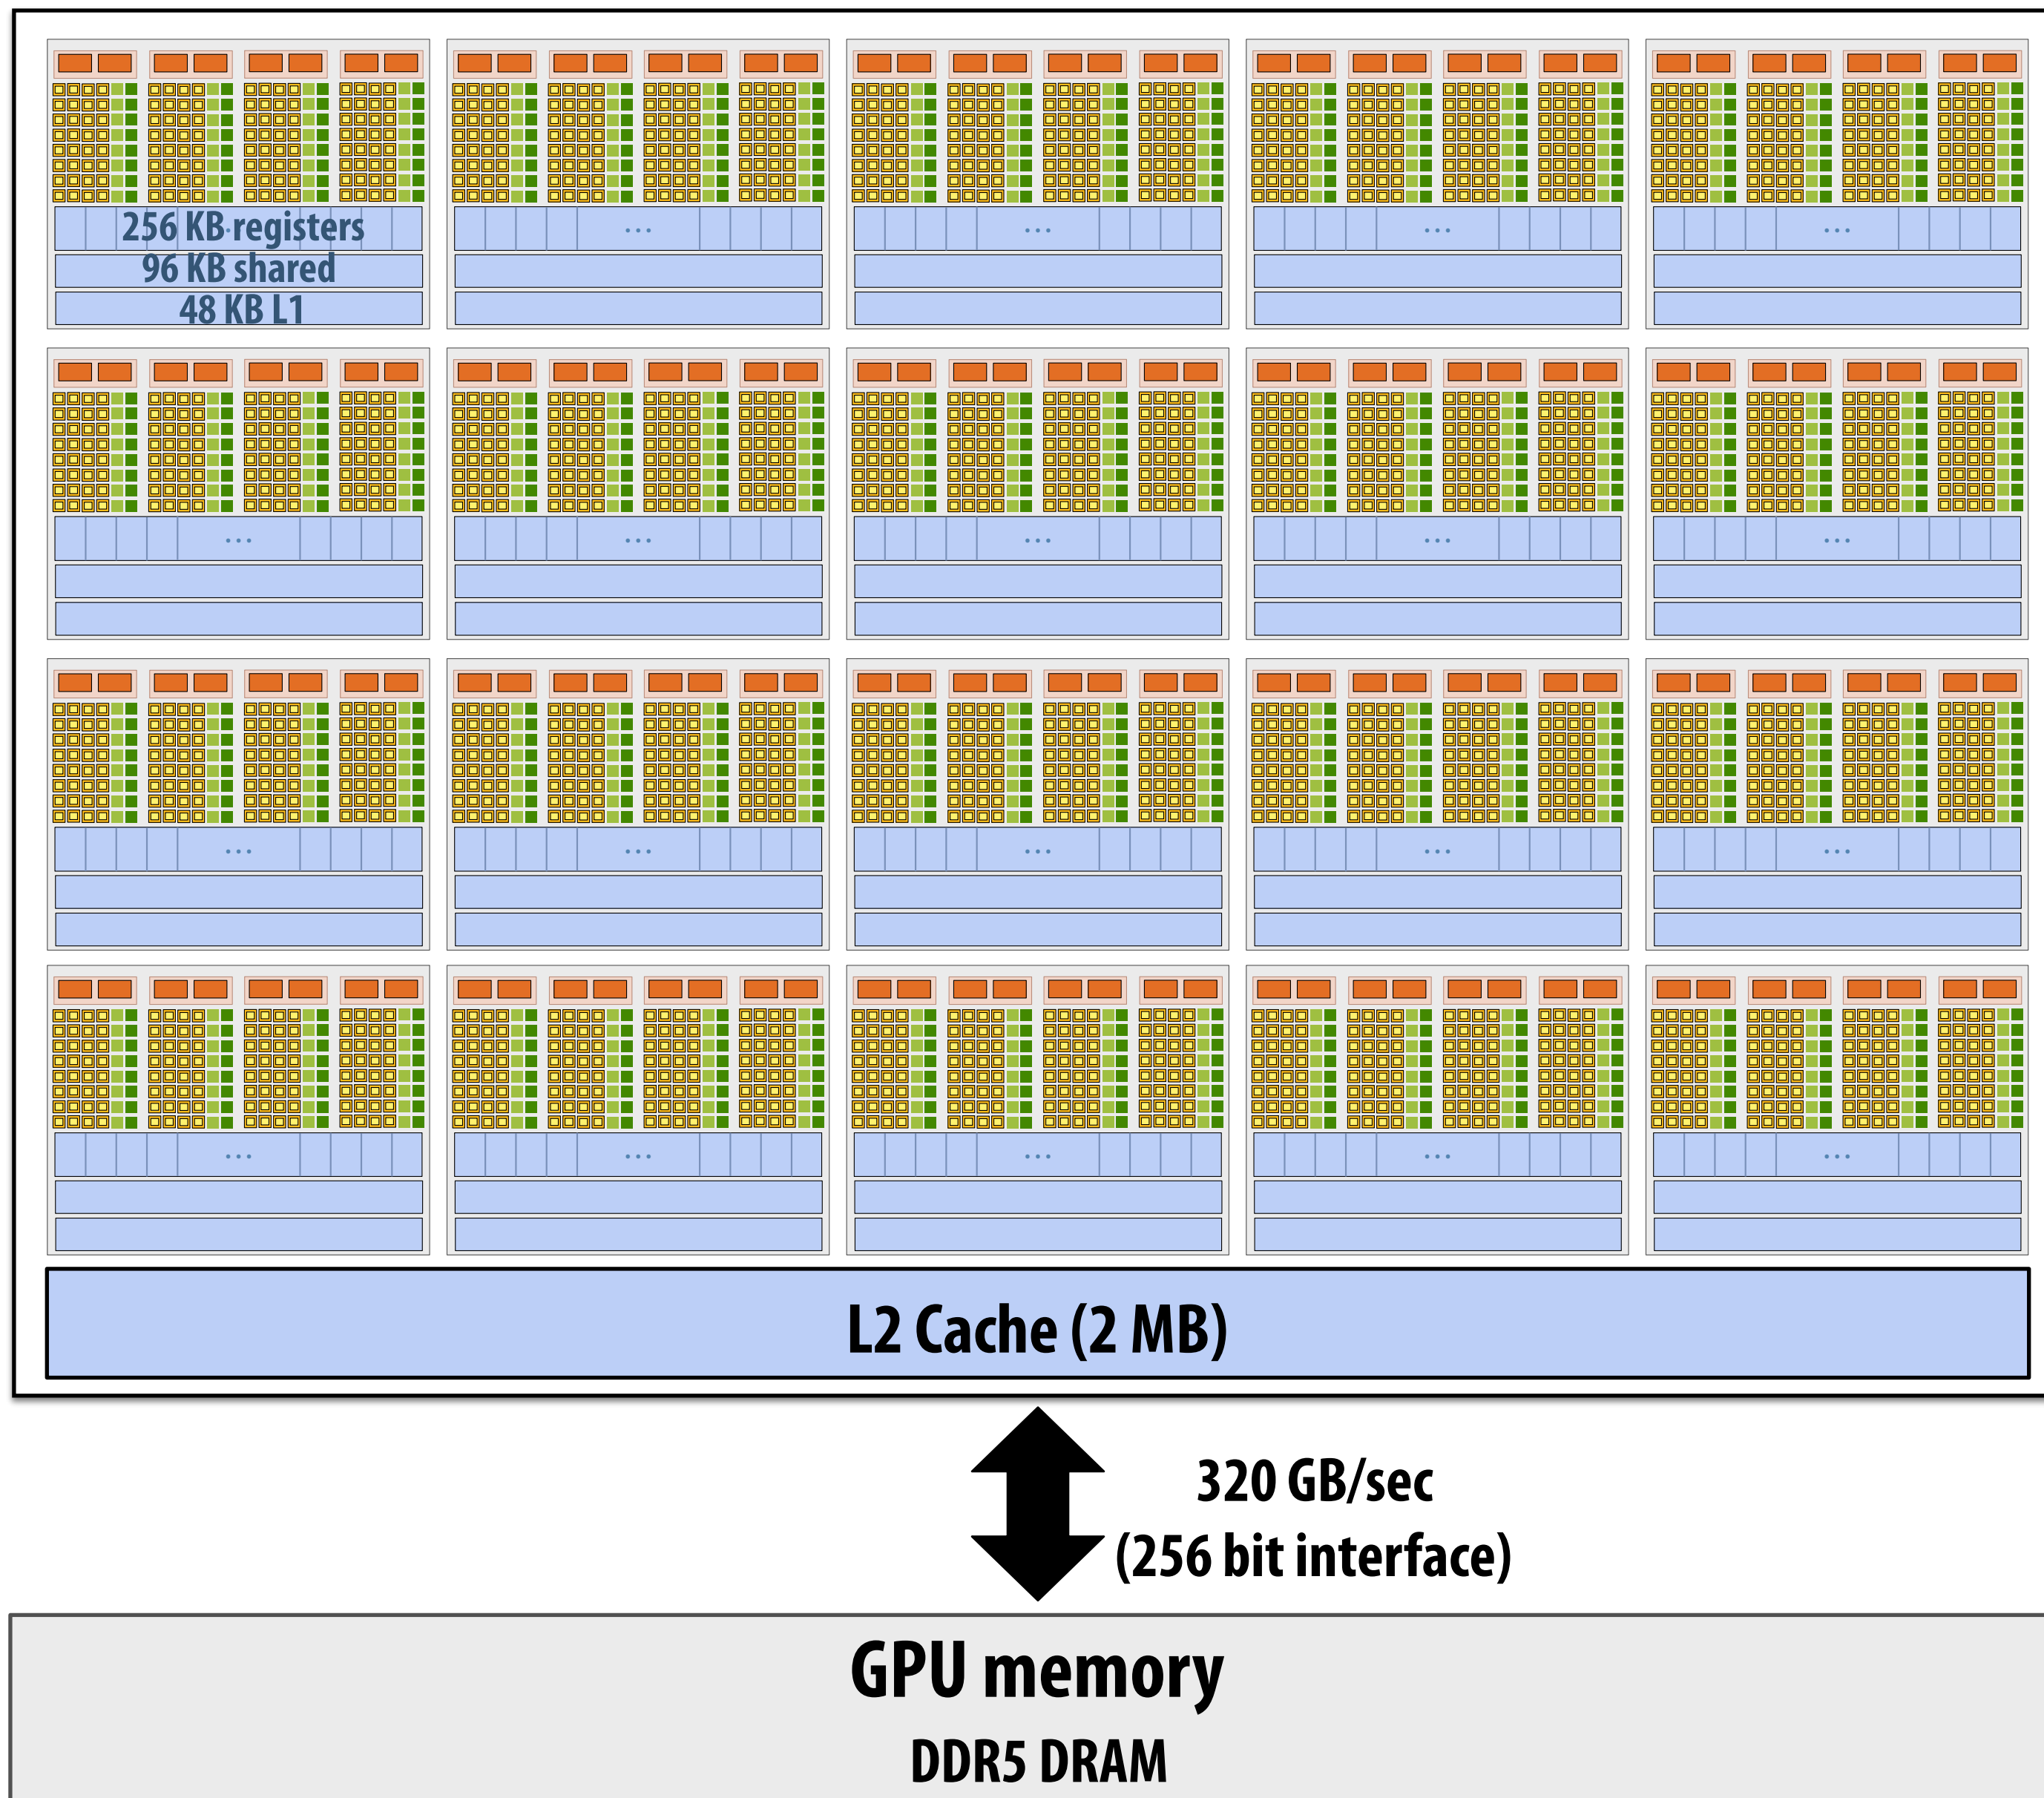 256 KB registers
96 KB shared
48 KB L1
L2 Cache (2 MB)
320 GB/sec
(256 bit interface)
GPU memory
DDR5 DRAM